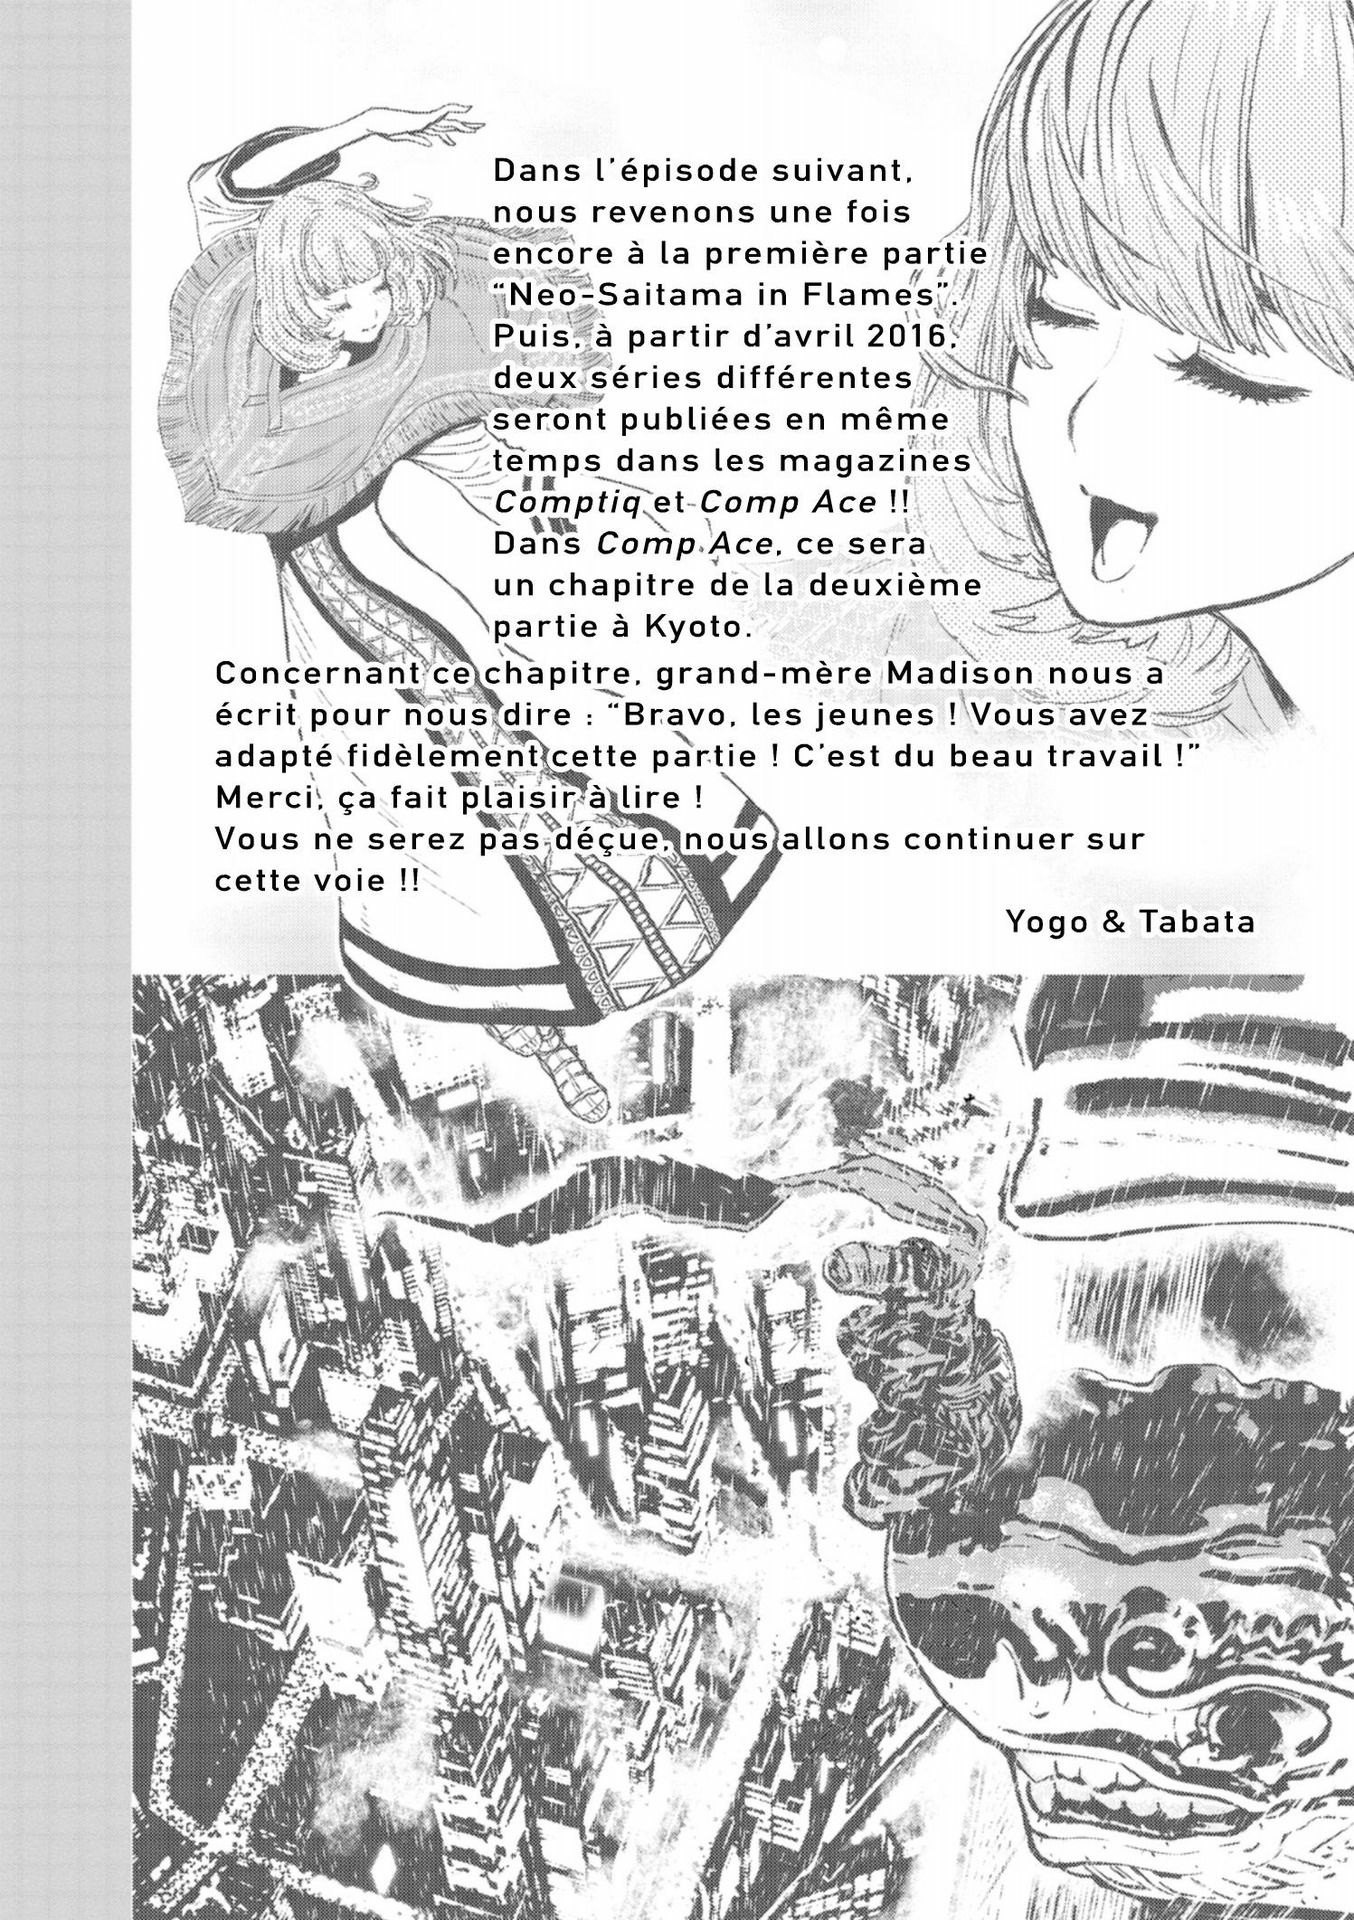 Dans l’épisode suivant,
nous revenons une fois
encore à la première partie
“Neo-Saitama in Flames”.
Puis, à partir d’avril 2016,
deux séries différentes
seront publiées en même
temps dans les magazines
Comptiq et Comp Ace !!
Dans Comp Ace, ce sera
un chapitre de la deuxième
partie à Kyoto.
Concernant ce chapitre, grand-mère Madison nous a
écrit pour nous dire : “Bravo, les jeunes ! Vous avez
adapté fidèlement cette partie ! C’est du beau travail !”
Merci, ça fait plaisir à lire !
Vous ne serez pas déçue, nous allons continuer sur
cette voie !!
Yogo & Tabata